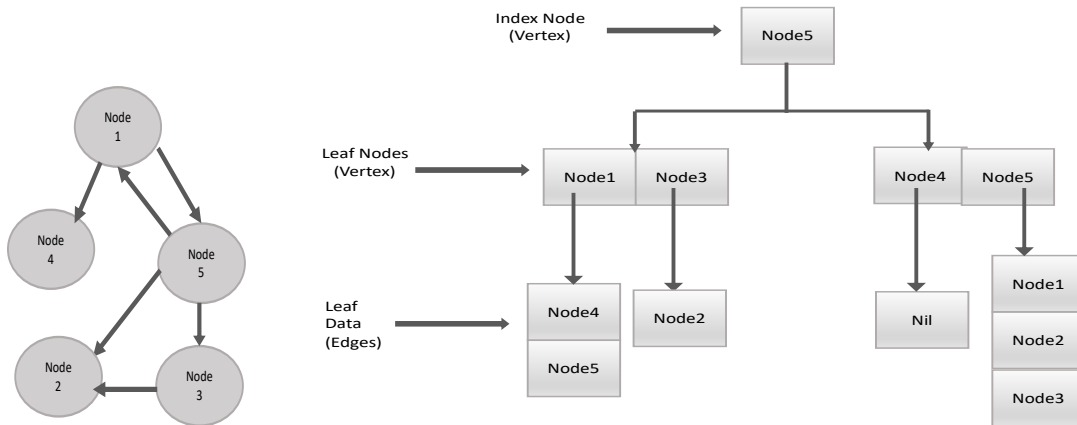 Node
1
Node
4
Node
5
Node
2
Node
3
Index Node
(Vertex)
Node5
Leaf Nodes
(Vertex)
Node1
Node3
Node4
Node5
Leaf
Data
(Edges)
Node4
Node5
Node2
Nil
Node1
Node2
Node3